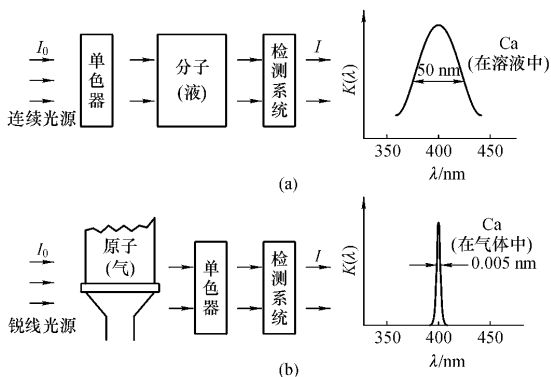 I₀
连续光源
单色器
分子
(液)
检测系统
I
K(λ)
Ca
(在溶液中)
50 nm
350 400 450
λ/nm
(a)
I₀
锐线光源
原子
(气)
单色器
检测系统
I
K(λ)
Ca
(在气体中)
0.005 nm
350 400 450
λ/nm
(b)